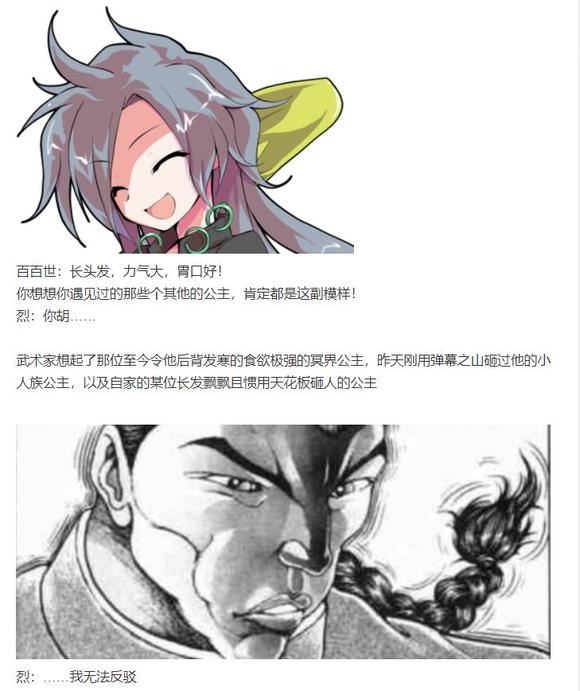 百百世：长头发，力气大，胃口好！
你想想你遇见过的那些个其他的公主，肯定都是这副模样！
烈：你胡……
武术家想起了那位至今令他后背发寒的食欲极强的冥界公主，昨天刚用弹幕之山砸过他的小
人族公主，以及自家的某位长发飘飘且惯用天花板砸人的公主
烈：……我无法反驳